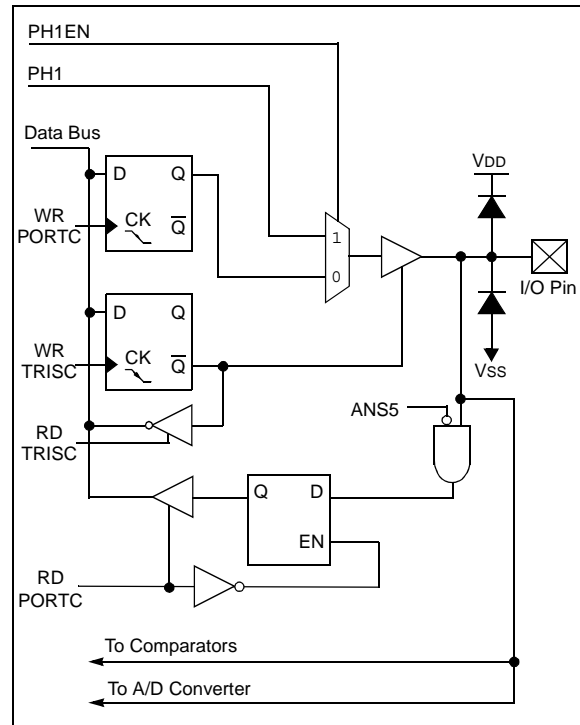 PH1EN
PH1
Data Bus
D Q
WR
PORTC
CK
Q
VDD
1
0
I/O Pin
D Q
WR
TRISC
CK
Q
VSS
RD
TRISC
ANS5
Q D
EN
RD
PORTC
To Comparators
To A/D Converter